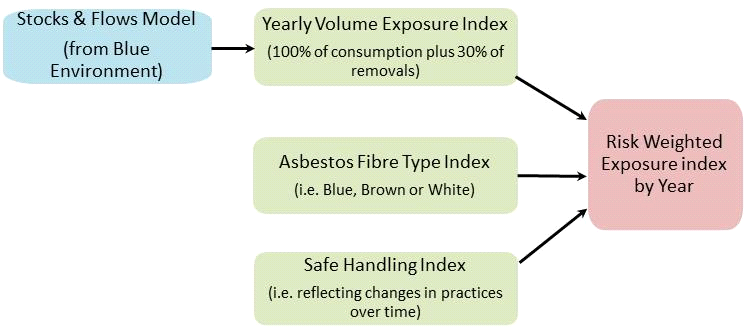 Stocks & Flows Model
(from Blue
Environment)
Yearly Volume Exposure Index
(100% of consumption plus 30% of
removals)
Asbestos Fibre Type Index
(i.e. Blue, Brown or White)
Safe Handling Index
(i.e. reflecting changes in practices
over time)
Risk Weighted
Exposure index
by Year